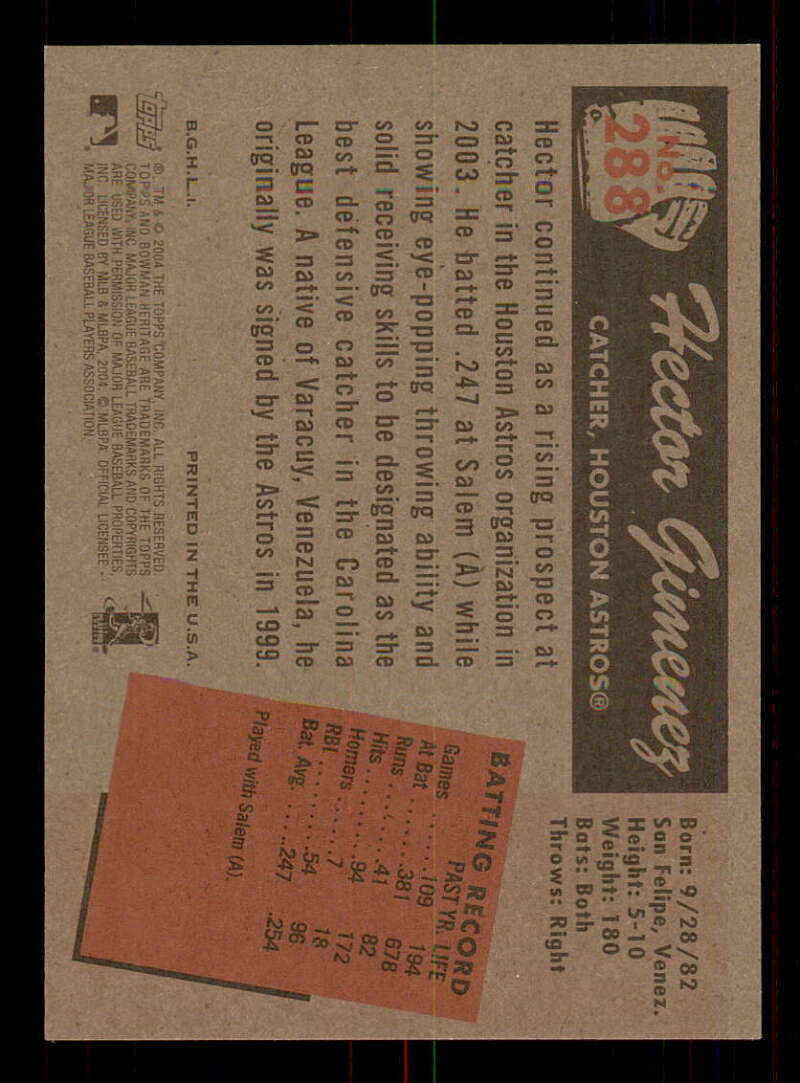 No.
288
Hector Gimenez
CATCHER, HOUSTON ASTROS®
Born: 9/28/82
San Felipe, Venez.
Height: 5-10
Weight: 180
Bats: Both
Throws: Right
Hector continued as a rising prospect at
catcher in the Houston Astros organization in
2003. He batted .247 at Salem (A) while
showing eye-popping throwing ability and
solid receiving skills to be designated as the
best defensive catcher in the Carolina
League. A native of Varacuy, Venezuela, he
originally was signed by the Astros in 1999.
BATTING RECORD
PAST YR. LIFE
Games ......109 194
At Bat .......381 678
Runs .......41 82
Hits .........94 172
Homers ......7 18
RBI .........54 96
Bat. Avg. .....247 .254
Played with Salem (A).
B.G.H.L.I. PRINTED IN THE U.S.A.
Topps
® TM & © 2004 THE TOPPS COMPANY, INC. ALL RIGHTS RESERVED.
TOPPS AND BOWMAN HERITAGE ARE TRADEMARKS OF THE TOPPS
COMPANY, INC. MAJOR LEAGUE BASEBALL TRADEMARKS AND COPYRIGHTS
ARE USED WITH PERMISSION OF MAJOR LEAGUE BASEBALL PROPERTIES,
INC. LICENSED BY MLB & MLBPA, 2004. © MLBPA OFFICIAL LICENSEE
MAJOR LEAGUE BASEBALL PLAYERS ASSOCIATION.